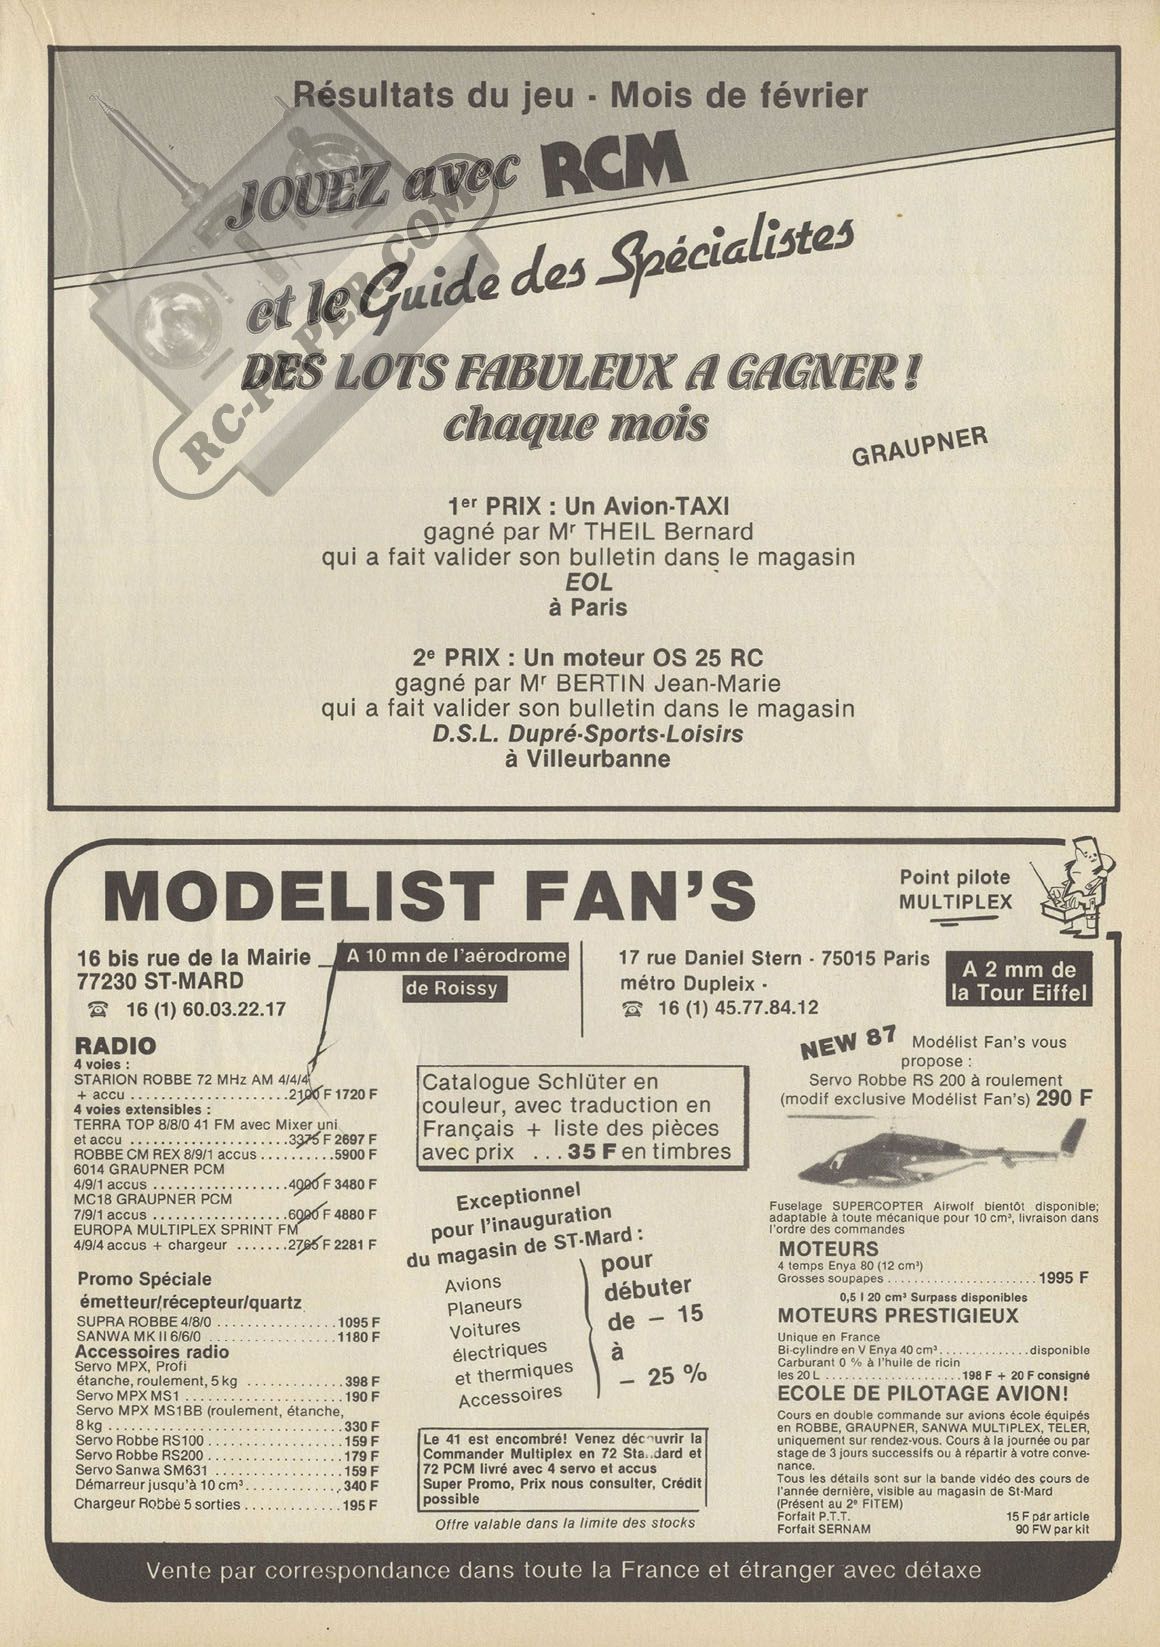 Résultats du jeu - Mois de février
JOUEZ avec RCM
et le Guide des Spécialistes
DES LOTS FABULEUX A GAGNER !
chaque mois
GRAUPNER
RC-PAPER.COM
1er PRIX : Un Avion-TAXI
gagné par Mr THEIL Bernard
qui a fait valider son bulletin dans le magasin
EOL
à Paris
2e PRIX : Un moteur OS 25 RC
gagné par Mr BERTIN Jean-Marie
qui a fait valider son bulletin dans le magasin
D.S.L. Dupré-Sports-Loisirs
à Villeurbanne
MODELIST FAN'S
Point pilote
MULTIPLEX
16 bis rue de la Mairie
77230 ST-MARD
☎ 16 (1) 60.03.22.17
A 10 mn de l'aérodrome
de Roissy
17 rue Daniel Stern - 75015 Paris
métro Dupleix -
☎ 16 (1) 45.77.84.12
A 2 mm de
la Tour Eiffel
RADIO
4 voies :
STARION ROBBE 72 MHz AM 4/4/4
+ accu ..................... 2100 F 1720 F
4 voies extensibles :
TERRA TOP 8/8/0 41 FM avec Mixer uni
et accu .................... 3375 F 2697 F
ROBBE CM REX 8/9/1 accus .......... 5900 F
6014 GRAUPNER PCM
4/9/1 accus ................. 4000 F 3480 F
MC18 GRAUPNER PCM
7/9/1 accus ................. 6000 F 4880 F
EUROPA MULTIPLEX SPRINT FM
4/9/4 accus + chargeur ....... 2765 F 2281 F
Promo Spéciale
émetteur/récepteur/quartz
SUPRA ROBBE 4/8/0 ................ 1095 F
SANWA MK II 6/6/0 ................. 1180 F
Accessoires radio
Servo MPX, Profi
étanche, roulement, 5 kg ............ 398 F
Servo MPX MS1 ..................... 190 F
Servo MPX MS1BB (roulement, étanche,
8 kg ............................... 330 F
Servo Robbe RS100 .................. 159 F
Servo Robbe RS200 .................. 179 F
Servo Sanwa SM631 ................. 159 F
Démarreur jusqu'à 10 cm³ ............. 340 F
Chargeur Robbe 5 sorties ............. 195 F
Catalogue Schlüter en
couleur, avec traduction en
Français + liste des pièces
avec prix ... 35 F en timbres
Exceptionnel
pour l'inauguration
du magasin de ST-Mard :
Avions
Planeurs
Voitures
électriques
et thermiques
Accessoires
pour
débuter
de - 15
à
- 25 %
Le 41 est encombré! Venez découvrir la
Commander Multiplex en 72 Standard et
72 PCM livré avec 4 servo et accus
Super Promo, Prix nous consulter, Crédit
possible
Offre valable dans la limite des stocks
NEW 87 Modélist Fan's vous
propose :
Servo Robbe RS 200 à roulement
(modif exclusive Modélist Fan's) 290 F
Fuselage SUPERCOPTER Airwolf bientôt disponible;
adaptable à toute mécanique pour 10 cm³, livraison dans
l'ordre des commandes
MOTEURS
4 temps Enya 80 (12 cm³)
Grosses soupapes ..................... 1995 F
0,5 l 20 cm³ Surpass disponibles
MOTEURS PRESTIGIEUX
Unique en France
Bi-cylindre en V Enya 40 cm³ ............. disponible
Carburant 0 % à l'huile de ricin
les 20 L ................. 198 F + 20 F consigné
ECOLE DE PILOTAGE AVION!
Cours en double commande sur avions école équipés
en ROBBE, GRAUPNER, SANWA MULTIPLEX, TELER,
uniquement sur rendez-vous. Cours à la journée ou par
stage de 3 jours successifs ou à répartir à votre conve-
nance.
Tous les détails sont sur la bande vidéo des cours de
l'année dernière, visible au magasin de St-Mard
(Présent au 2e FITEM)
Forfait P.T.T. 15 F par article
Forfait SERNAM 90 FW par kit
Vente par correspondance dans toute la France et étranger avec détaxe